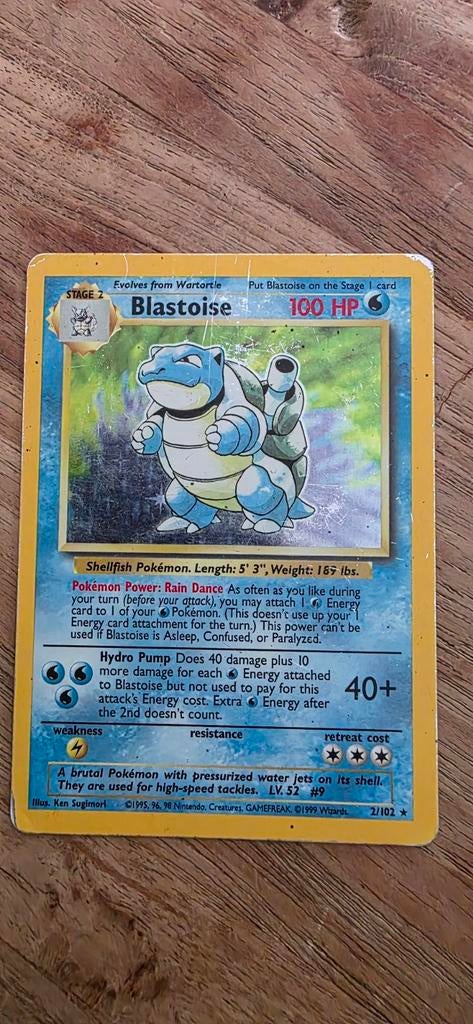 Evolves from Wartortle Put Blastoise on the Stage 1 card
STAGE 2
Blastoise 100 HP
Shellfish Pokémon. Length: 5' 3", Weight: 189 lbs.
Pokémon Power: Rain Dance As often as you like during
your turn (before your attack), you may attach 1 Energy
card to 1 of your Pokémon. (This doesn't use up your 1
Energy card attachment for the turn.) This power can't be
used if Blastoise is Asleep, Confused, or Paralyzed.
Hydro Pump Does 40 damage plus 10
more damage for each Energy attached
to Blastoise but not used to pay for this
attack's Energy cost. Extra Energy after
the 2nd doesn't count.
40+
weakness resistance retreat cost
A brutal Pokémon with pressurized water jets on its shell.
They are used for high-speed tackles. LV. 52 #9
Illus. Ken Sugimori ©1995, 96, 98 Nintendo, Creatures, GAMEFREAK. ©1999 Wizards. 2/102 ★